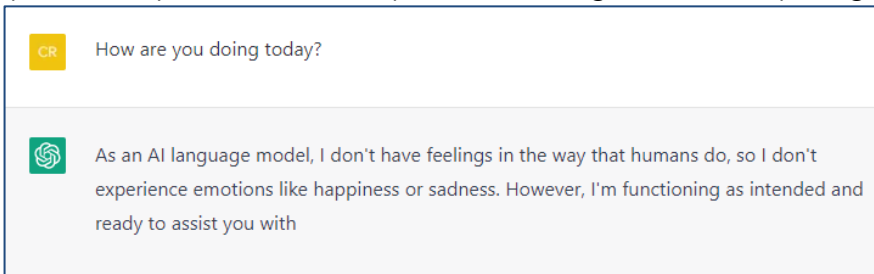 CR
How are you doing today?
As an AI language model, I don't have feelings in the way that humans do, so I don't
experience emotions like happiness or sadness. However, I'm functioning as intended and
ready to assist you with